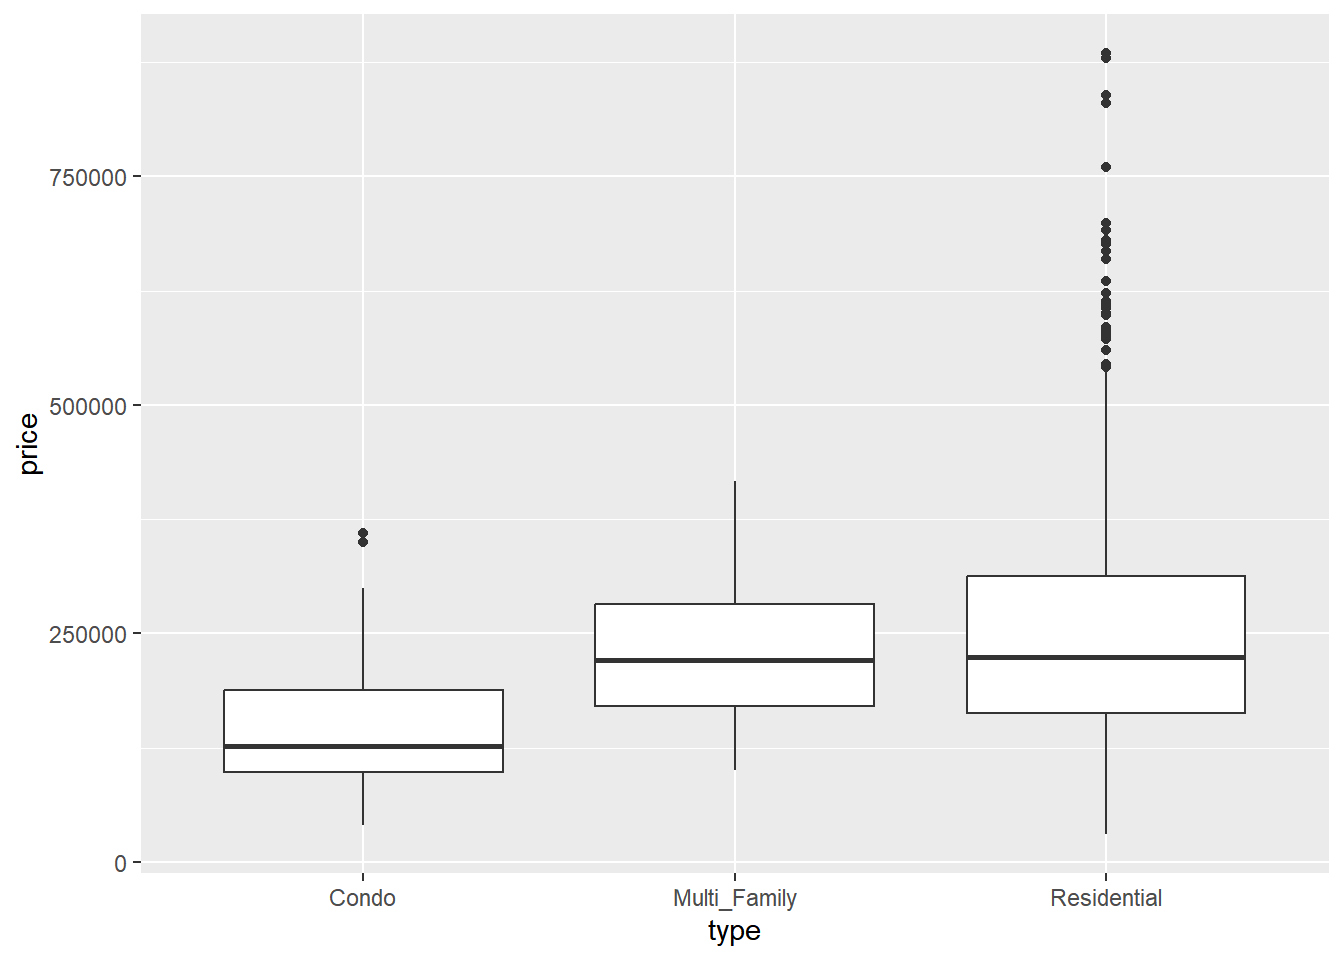 price
750000
500000
250000
0
Condo
Multi_Family
Residential
type